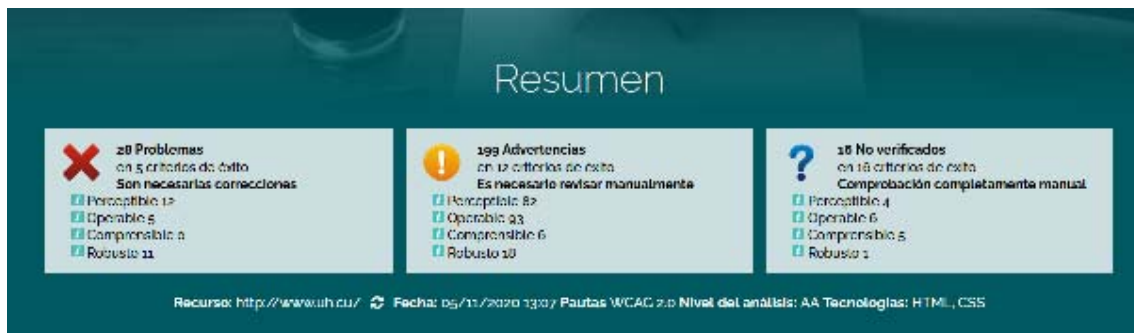 Resumen
28 Problemas
en 5 criterios de éxito
Son necesarias correcciones
Perceptible 12
Operable 5
Comprensible 0
Robusto 11
199 Advertencias
en 12 criterios de éxito
Es necesario revisar manualmente
Perceptible 82
Operable 93
Comprensible 6
Robusto 18
16 No verificados
en 16 criterios de éxito
Comprobación completamente manual
Perceptible 4
Operable 6
Comprensible 5
Robusto 1
Recurso: http://www.uh.cu/ Fecha: 05/11/2020 13:07 Pautas WCAG 2.0 Nivel del análisis: AA Tecnologías: HTML, CSS